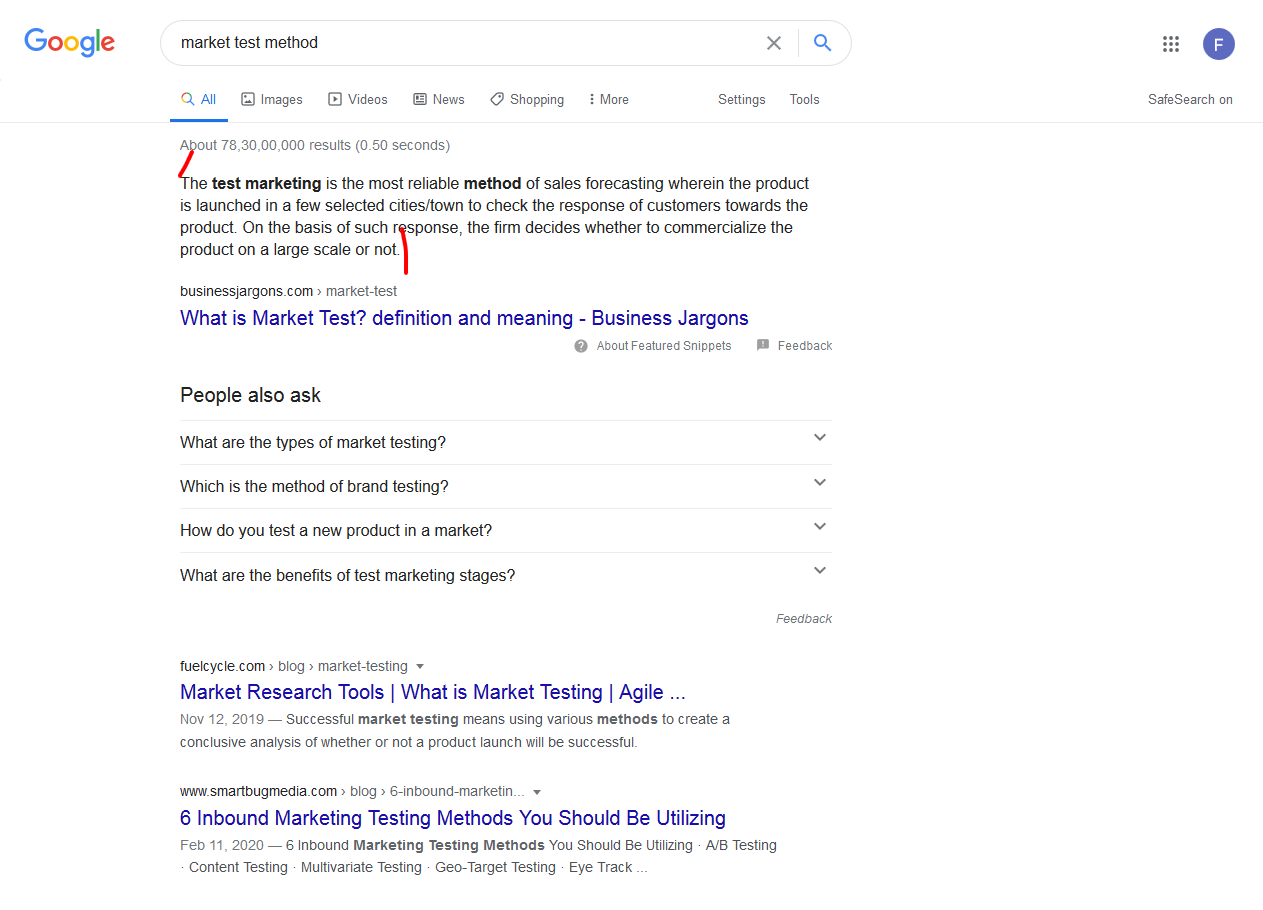 Google
market test method
F
All Images Videos News Shopping More Settings Tools SafeSearch on
About 78,30,00,000 results (0.50 seconds)
The test marketing is the most reliable method of sales forecasting wherein the product
is launched in a few selected cities/town to check the response of customers towards the
product. On the basis of such response, the firm decides whether to commercialize the
product on a large scale or not.
businessjargons.com › market-test
What is Market Test? definition and meaning - Business Jargons
About Featured Snippets Feedback
People also ask
What are the types of market testing?
Which is the method of brand testing?
How do you test a new product in a market?
What are the benefits of test marketing stages?
Feedback
fuelcycle.com › blog › market-testing
Market Research Tools | What is Market Testing | Agile ...
Nov 12, 2019 — Successful market testing means using various methods to create a
conclusive analysis of whether or not a product launch will be successful.
www.smartbugmedia.com › blog › 6-inbound-marketin...
6 Inbound Marketing Testing Methods You Should Be Utilizing
Feb 11, 2020 — 6 Inbound Marketing Testing Methods You Should Be Utilizing · A/B Testing
· Content Testing · Multivariate Testing · Geo-Target Testing · Eye Track ...